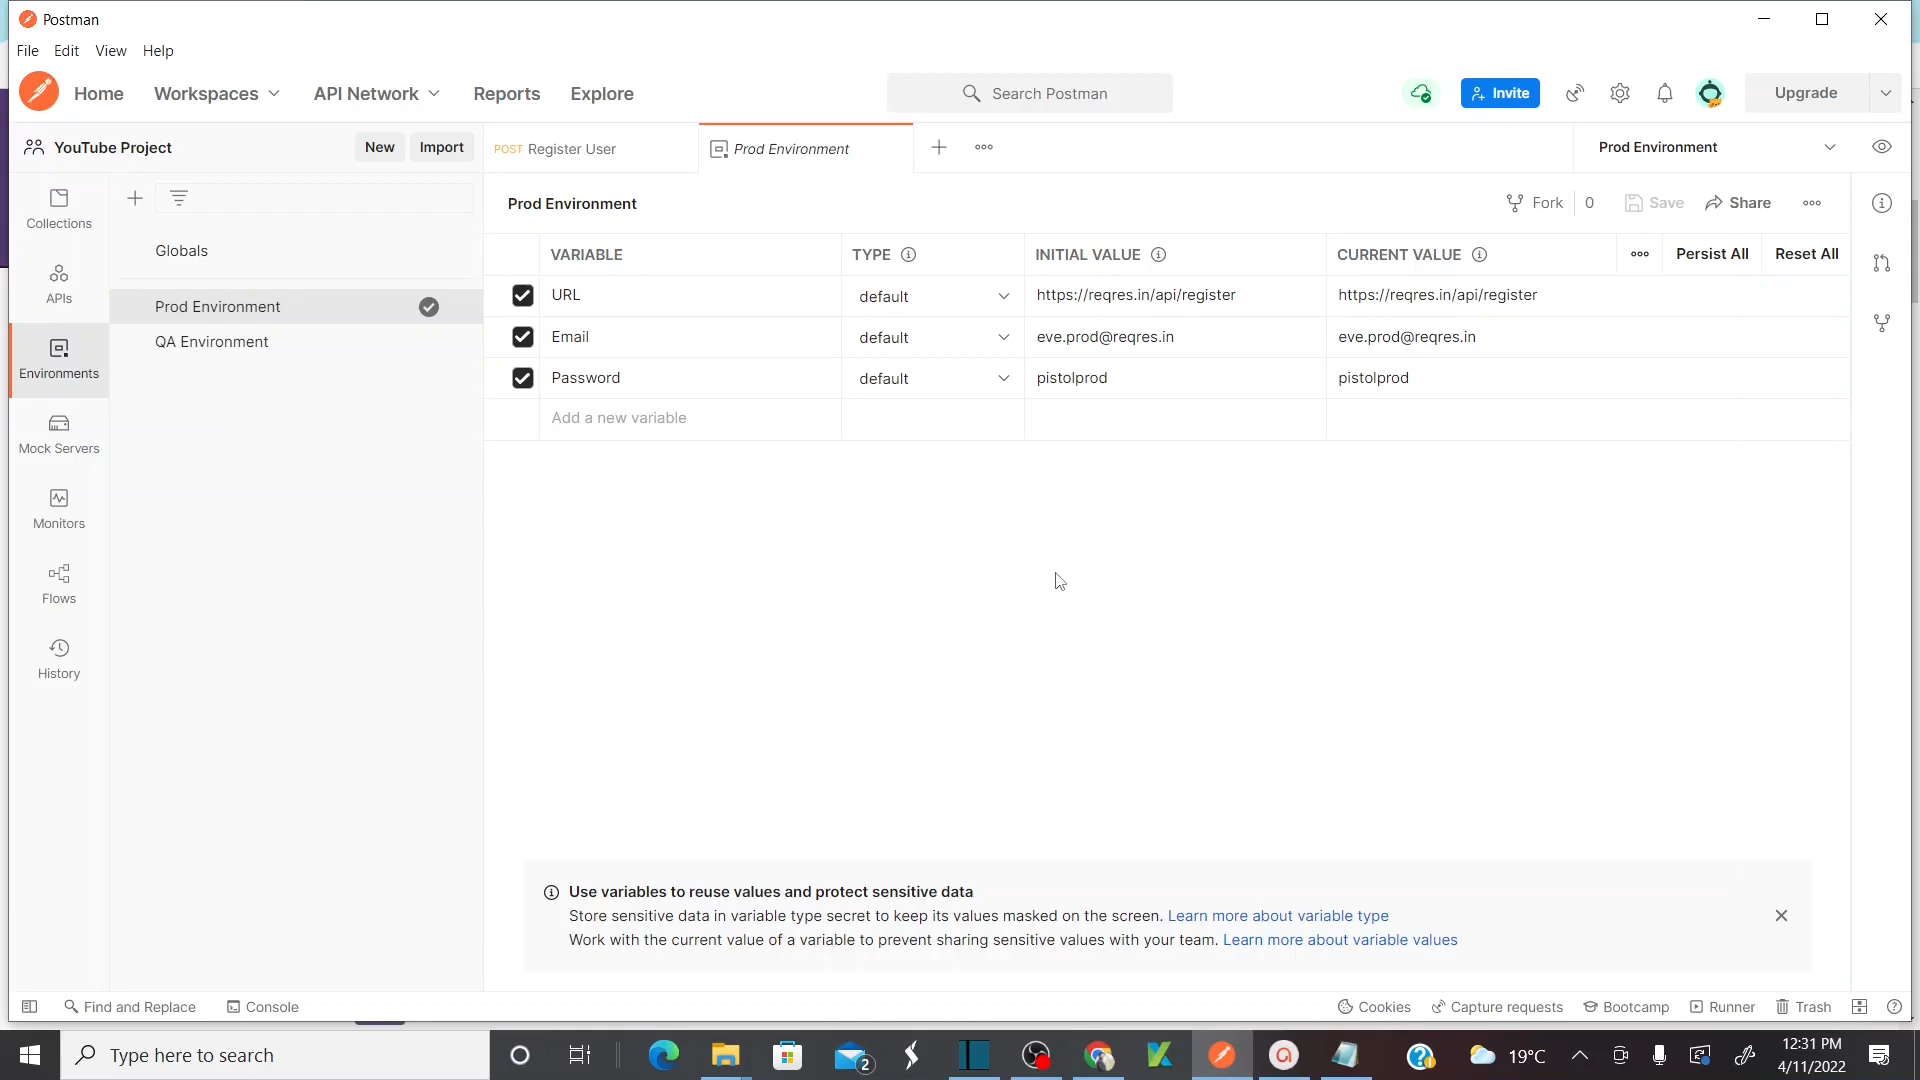 Postman
File Edit View Help
Home Workspaces API Network Reports Explore Search Postman Invite Upgrade
YouTube Project New Import POST Register User Prod Environment Prod Environment
Collections
APIs
Environments
Mock Servers
Monitors
Flows
History
Globals
Prod Environment
QA Environment
Prod Environment Fork 0 Save Share
VARIABLE TYPE INITIAL VALUE CURRENT VALUE Persist All Reset All
URL default https://reqres.in/api/register https://reqres.in/api/register
Email default eve.prod@reqres.in eve.prod@reqres.in
Password default pistolprod pistolprod
Add a new variable
Use variables to reuse values and protect sensitive data
Store sensitive data in variable type secret to keep its values masked on the screen. Learn more about variable type
Work with the current value of a variable to prevent sharing sensitive values with your team. Learn more about variable values
Find and Replace Console Cookies Capture requests Bootcamp Runner Trash
Type here to search 2 19°C 12:31 PM
4/11/2022